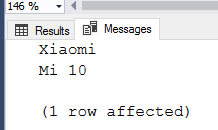 146 %
Results Messages
Xiaomi
Mi 10
(1 row affected)